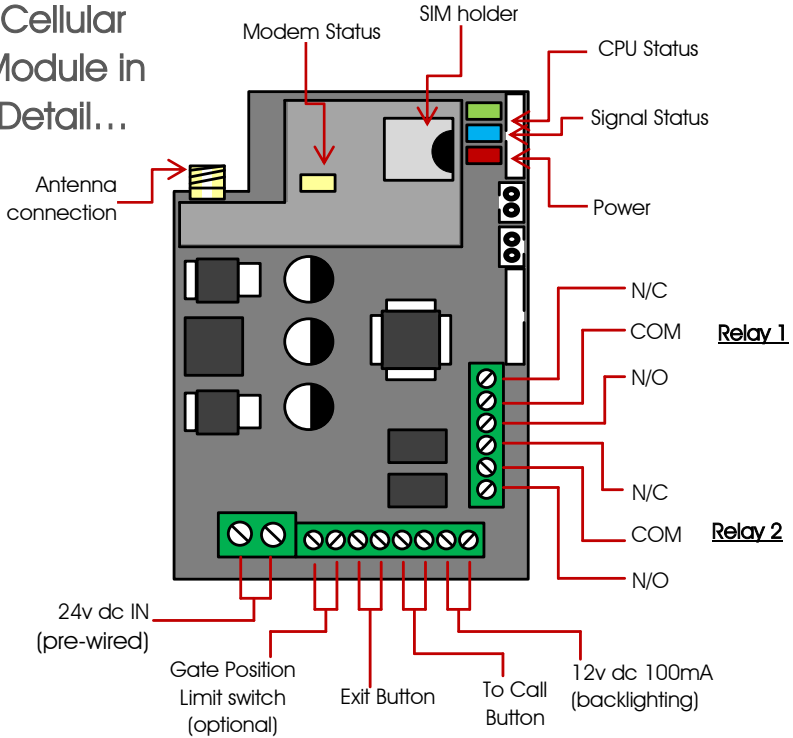 Cellular
Module in
Detail...
Modem Status
SIM holder
CPU Status
Signal Status
Antenna
connection
Power
N/C
COM Relay 1
N/O
N/C
COM Relay 2
N/O
24v dc IN
(pre-wired)
Gate Position
Limit switch
(optional)
Exit Button
To Call
Button
12v dc 100mA
(backlighting)